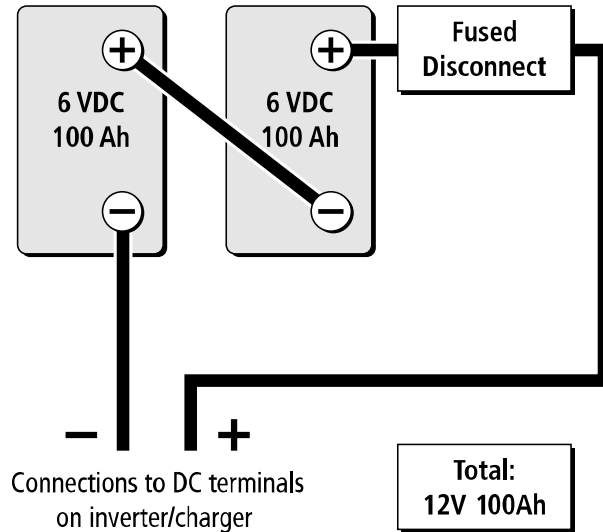 +
+
6 VDC
100 Ah
6 VDC
100 Ah
−
−
Fused
Disconnect
− +
Connections to DC terminals
on inverter/charger
Total:
12V 100Ah